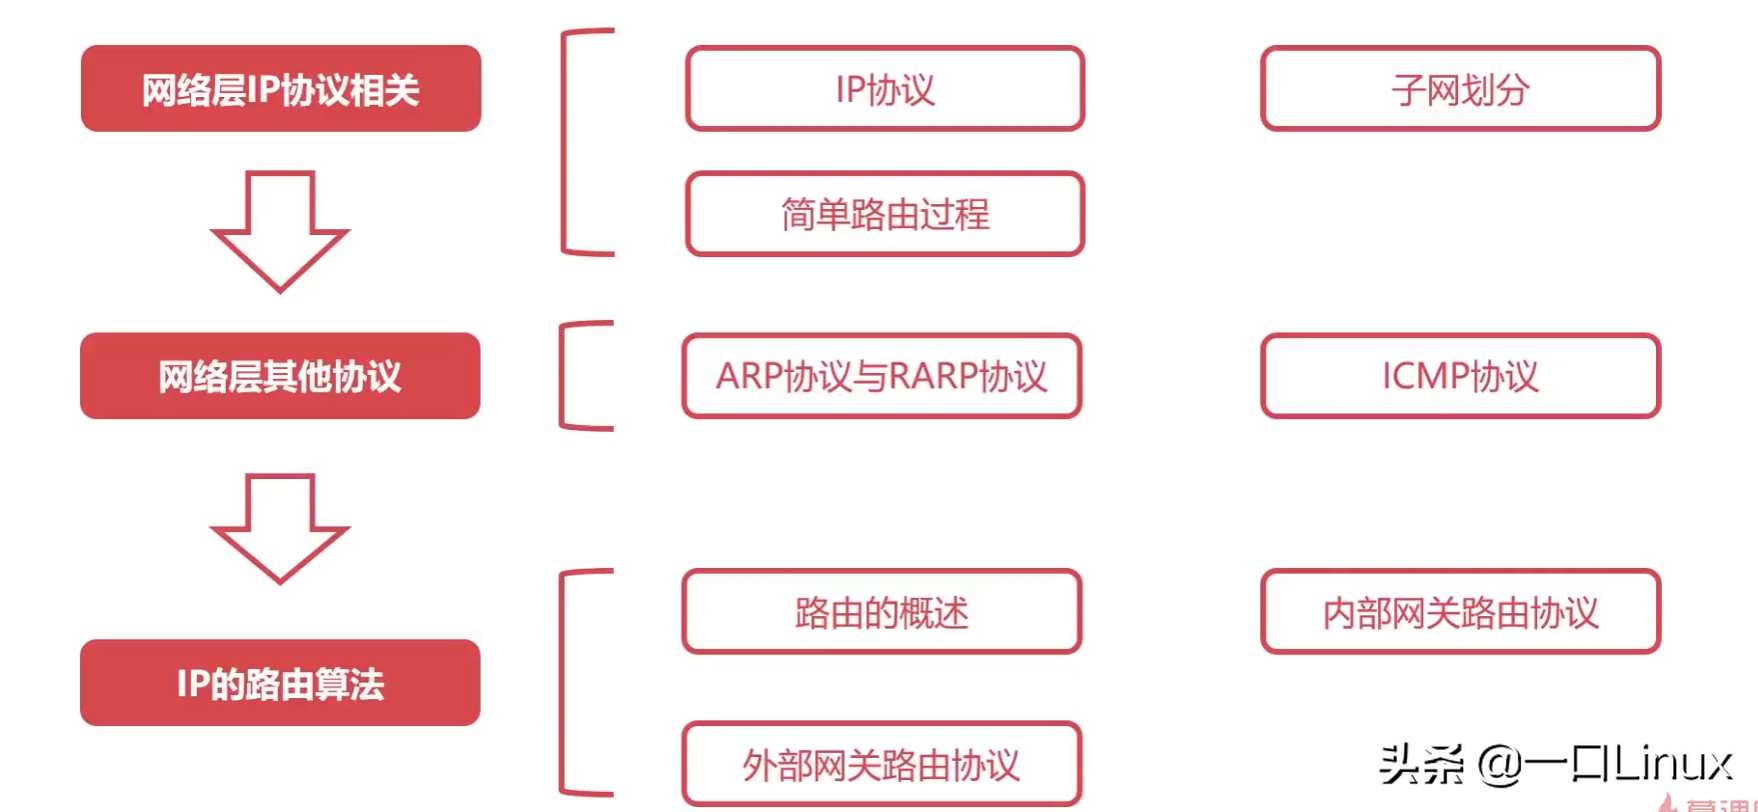 网络层IP协议相关
IP协议
子网划分
简单路由过程
网络层其他协议
ARP协议与RARP协议
ICMP协议
IP的路由算法
路由的概述
内部网关路由协议
外部网关路由协议
头条 @一口Linux